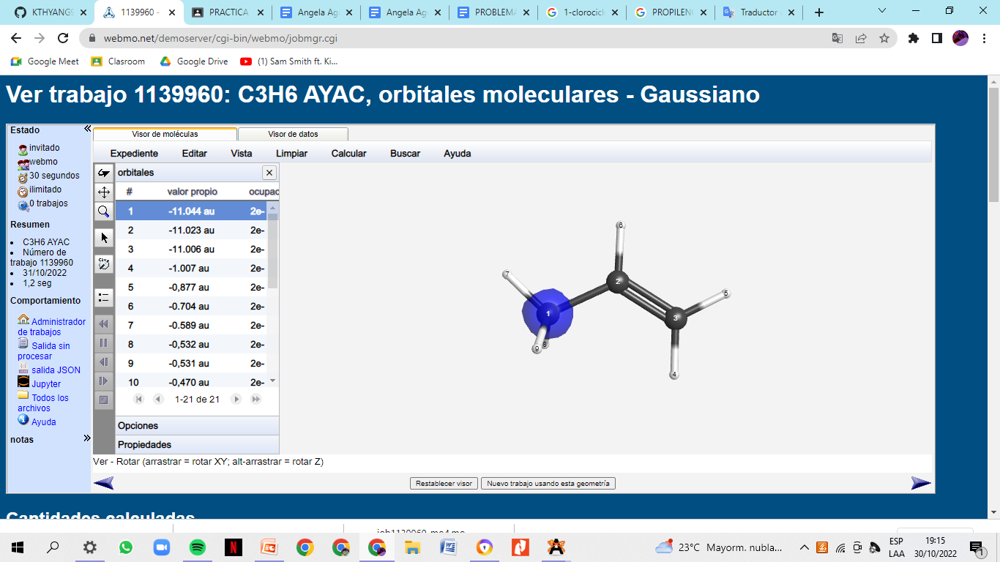 KTHYANG5
1139960 -
PRACTICA
Angela Ag
Angela Ag
PROBLEMA
1-clorocicl
PROPILENO
Traductor
webmo.net/demoserver/cgi-bin/webmo/jobmgr.cgi
Google Meet
Clasroom
Google Drive
(1) Sam Smith ft. Ki...
Ver trabajo 1139960: C3H6 AYAC, orbitales moleculares - Gaussiano
Estado
invitado
webmo
30 segundos
ilimitado
0 trabajos
Resumen
C3H6 AYAC
Número de
trabajo 1139960
31/10/2022
1,2 seg
Comportamiento
Administrador
de trabajos
Salida sin
procesar
salida JSON
Jupyter
Todos los
archivos
Ayuda
notas
Visor de moléculas
Visor de datos
Expediente Editar Vista Limpiar Calcular Buscar Ayuda
orbitales
# valor propio ocupac
1 -11.044 au 2e-
2 -11.023 au 2e-
3 -11.006 au 2e-
4 -1.007 au 2e-
5 -0,877 au 2e-
6 -0.704 au 2e-
7 -0.589 au 2e-
8 -0,532 au 2e-
9 -0,531 au 2e-
10 -0,470 au 2e-
1-21 de 21
Opciones
Propiedades
6
7
2
1
5
3
8
9
4
Ver - Rotar (arrastrar = rotar XY; alt-arrastrar = rotar Z)
Restablecer visor
Nuevo trabajo usando esta geometría
Cantidades calculadas
23°C Mayorm. nubla...
ESP
LAA
19:15
30/10/2022
1